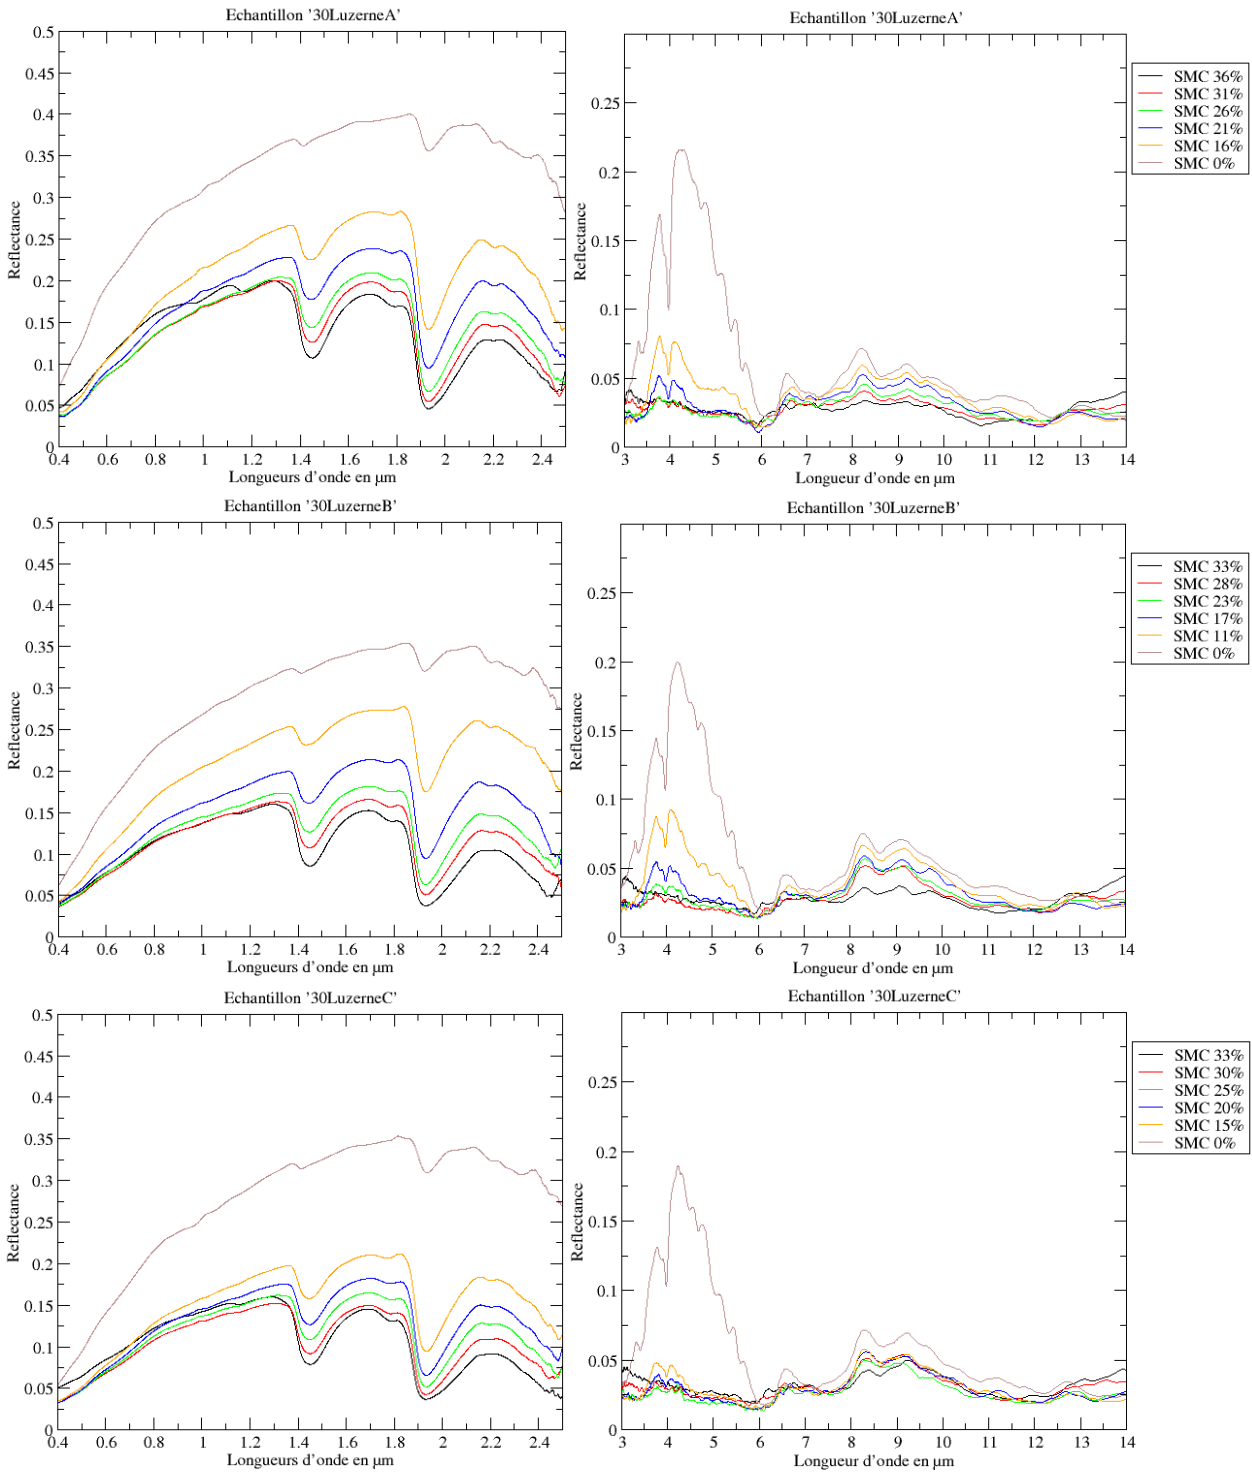 Echantillon '30LuzerneA'
0.5
0.45
0.4
0.35
0.3
0.25
0.2
0.15
0.1
0.05
0
Reflectance
0.4 0.6 0.8 1 1.2 1.4 1.6 1.8 2 2.2 2.4
Longueurs d'onde en µm
Echantillon '30LuzerneA'
0.25
0.2
0.15
0.1
0.05
0
Reflectance
3 4 5 6 7 8 9 10 11 12 13 14
Longueur d'onde en µm
SMC 36%
SMC 31%
SMC 26%
SMC 21%
SMC 16%
SMC 0%
Echantillon '30LuzerneB'
0.5
0.45
0.4
0.35
0.3
0.25
0.2
0.15
0.1
0.05
0
Reflectance
0.4 0.6 0.8 1 1.2 1.4 1.6 1.8 2 2.2 2.4
Longueurs d'onde en µm
Echantillon '30LuzerneB'
0.25
0.2
0.15
0.1
0.05
0
Reflectance
3 4 5 6 7 8 9 10 11 12 13 14
Longueur d'onde en µm
SMC 33%
SMC 28%
SMC 23%
SMC 17%
SMC 11%
SMC 0%
Echantillon '30LuzerneC'
0.5
0.45
0.4
0.35
0.3
0.25
0.2
0.15
0.1
0.05
0
Reflectance
0.4 0.6 0.8 1 1.2 1.4 1.6 1.8 2 2.2 2.4
Longueurs d'onde en µm
Echantillon '30LuzerneC'
0.25
0.2
0.15
0.1
0.05
0
Reflectance
3 4 5 6 7 8 9 10 11 12 13 14
Longueur d'onde en µm
SMC 33%
SMC 30%
SMC 25%
SMC 20%
SMC 15%
SMC 0%